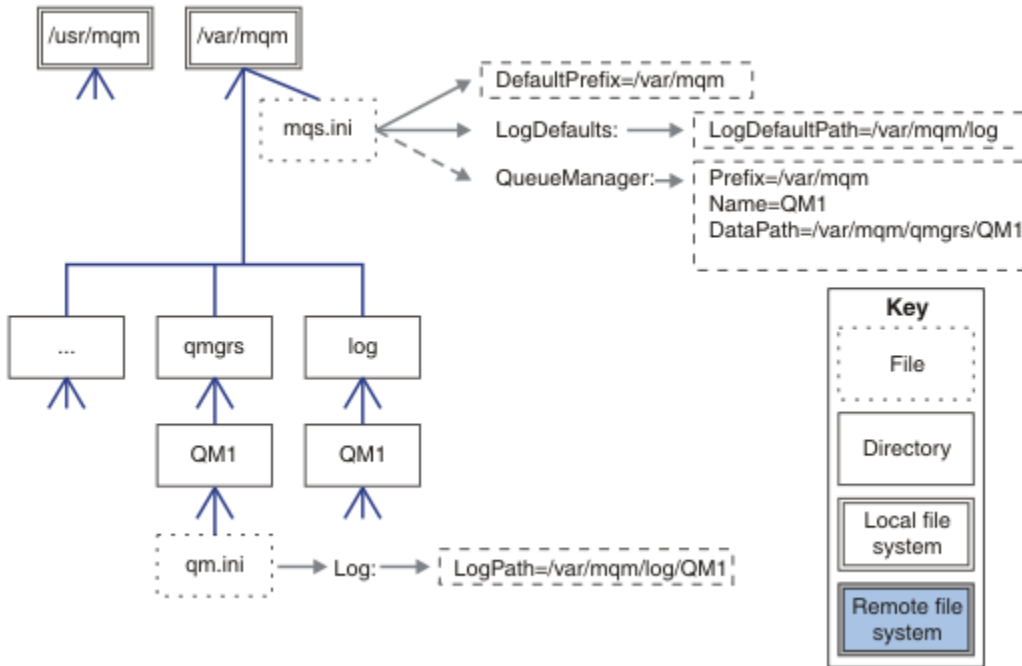 /usr/mqm
/var/mqm
mqs.ini
DefaultPrefix=/var/mqm
LogDefaults:
LogDefaultPath=/var/mqm/log
QueueManager:
Prefix=/var/mqm
Name=QM1
DataPath=/var/mqm/qmgrs/QM1
...
qmgrs
log
QM1
QM1
qm.ini
Log:
LogPath=/var/mqm/log/QM1
Key
File
Directory
Local file
system
Remote file
system